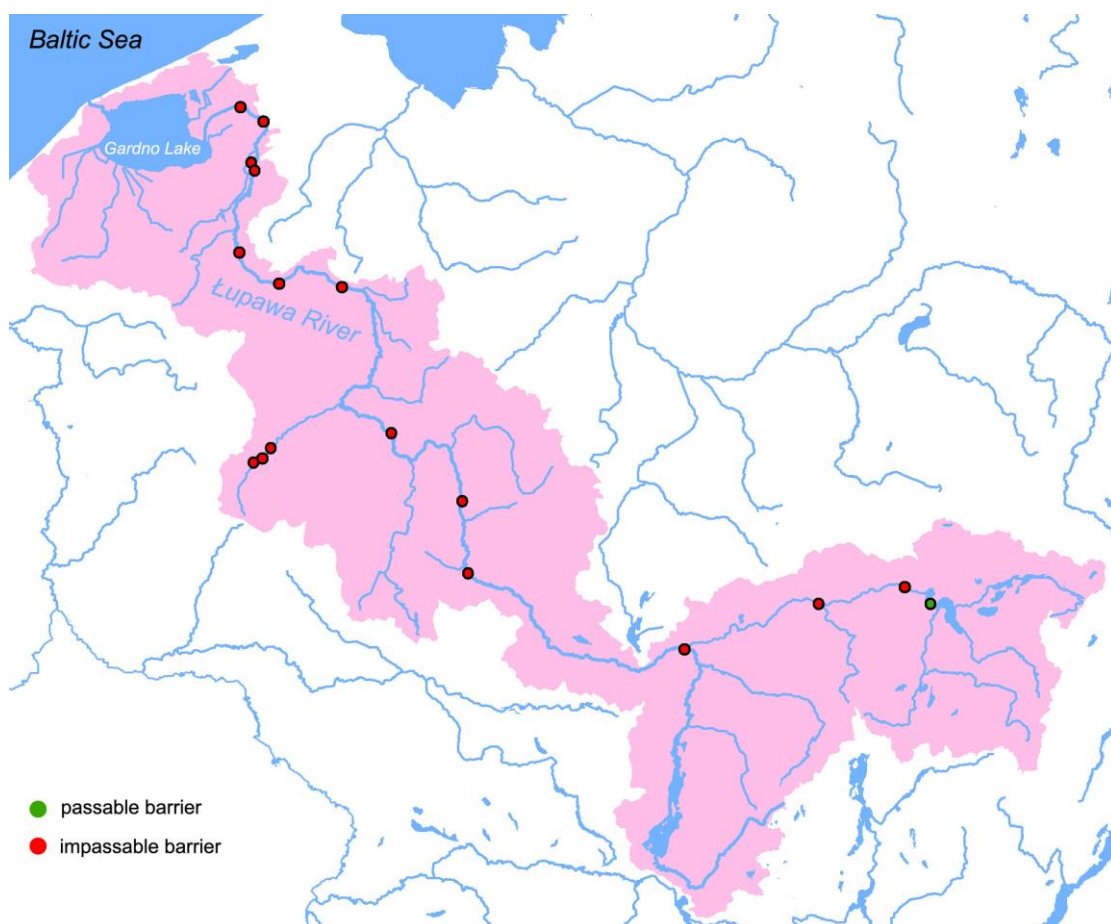 Baltic Sea
Gardno Lake
Łupawa River
passable barrier
impassable barrier